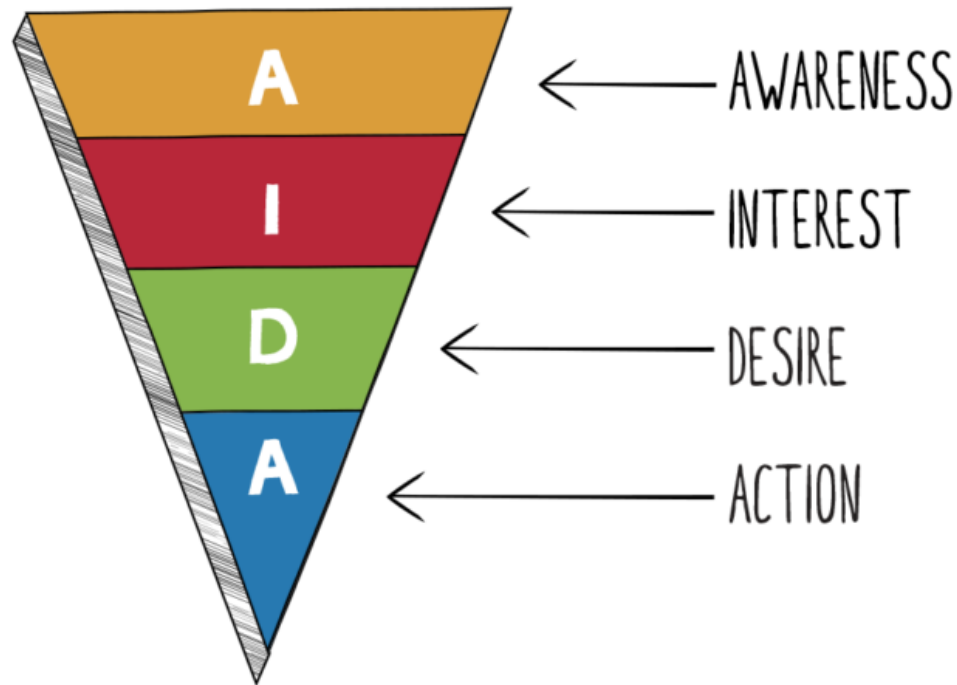 A
AWARENESS
I
INTEREST
D
DESIRE
A
ACTION